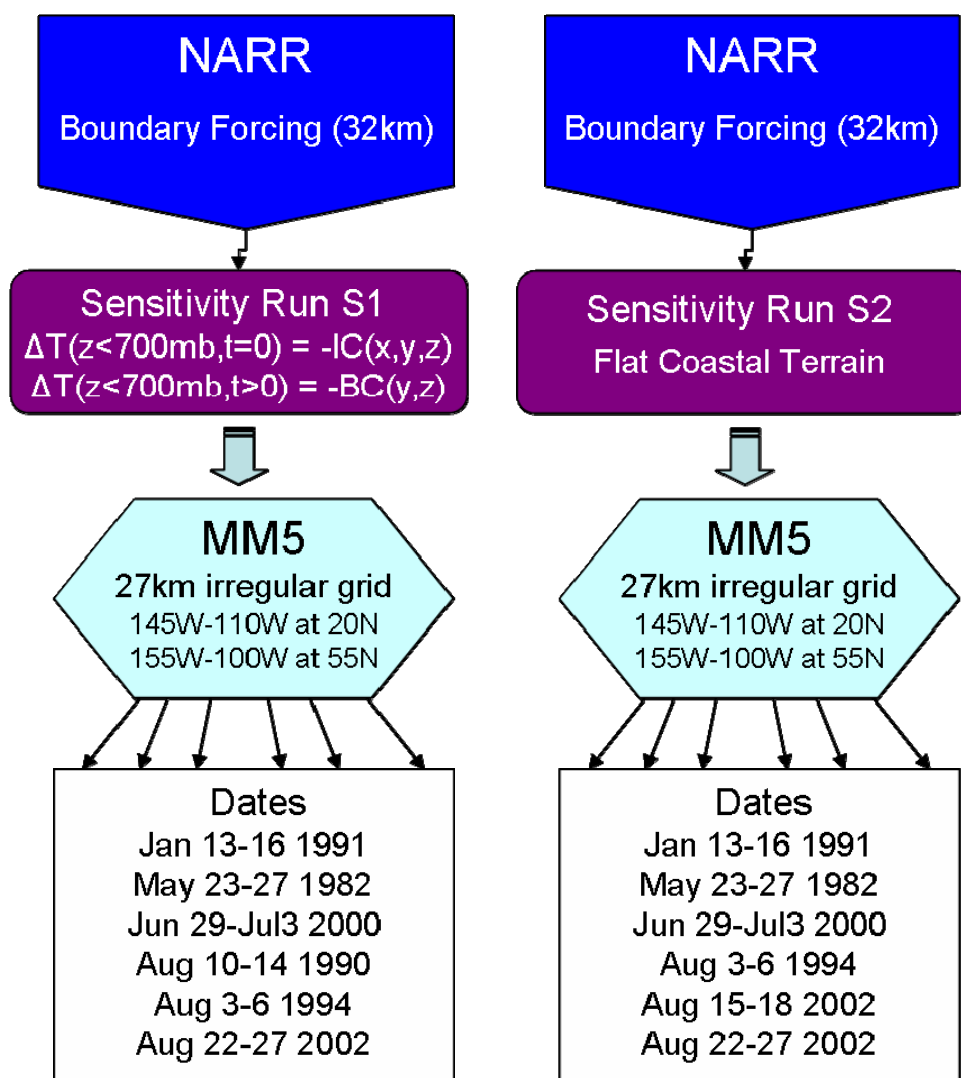 NARR
Boundary Forcing (32km)
Sensitivity Run S1
ΔT(z<700mb,t=0) = -IC(x,y,z)
ΔT(z<700mb,t>0) = -BC(y,z)
MM5
27km irregular grid
145W-110W at 20N
155W-100W at 55N
Dates
Jan 13-16 1991
May 23-27 1982
Jun 29-Jul3 2000
Aug 10-14 1990
Aug 3-6 1994
Aug 22-27 2002
NARR
Boundary Forcing (32km)
Sensitivity Run S2
Flat Coastal Terrain
MM5
27km irregular grid
145W-110W at 20N
155W-100W at 55N
Dates
Jan 13-16 1991
May 23-27 1982
Jun 29-Jul3 2000
Aug 3-6 1994
Aug 15-18 2002
Aug 22-27 2002